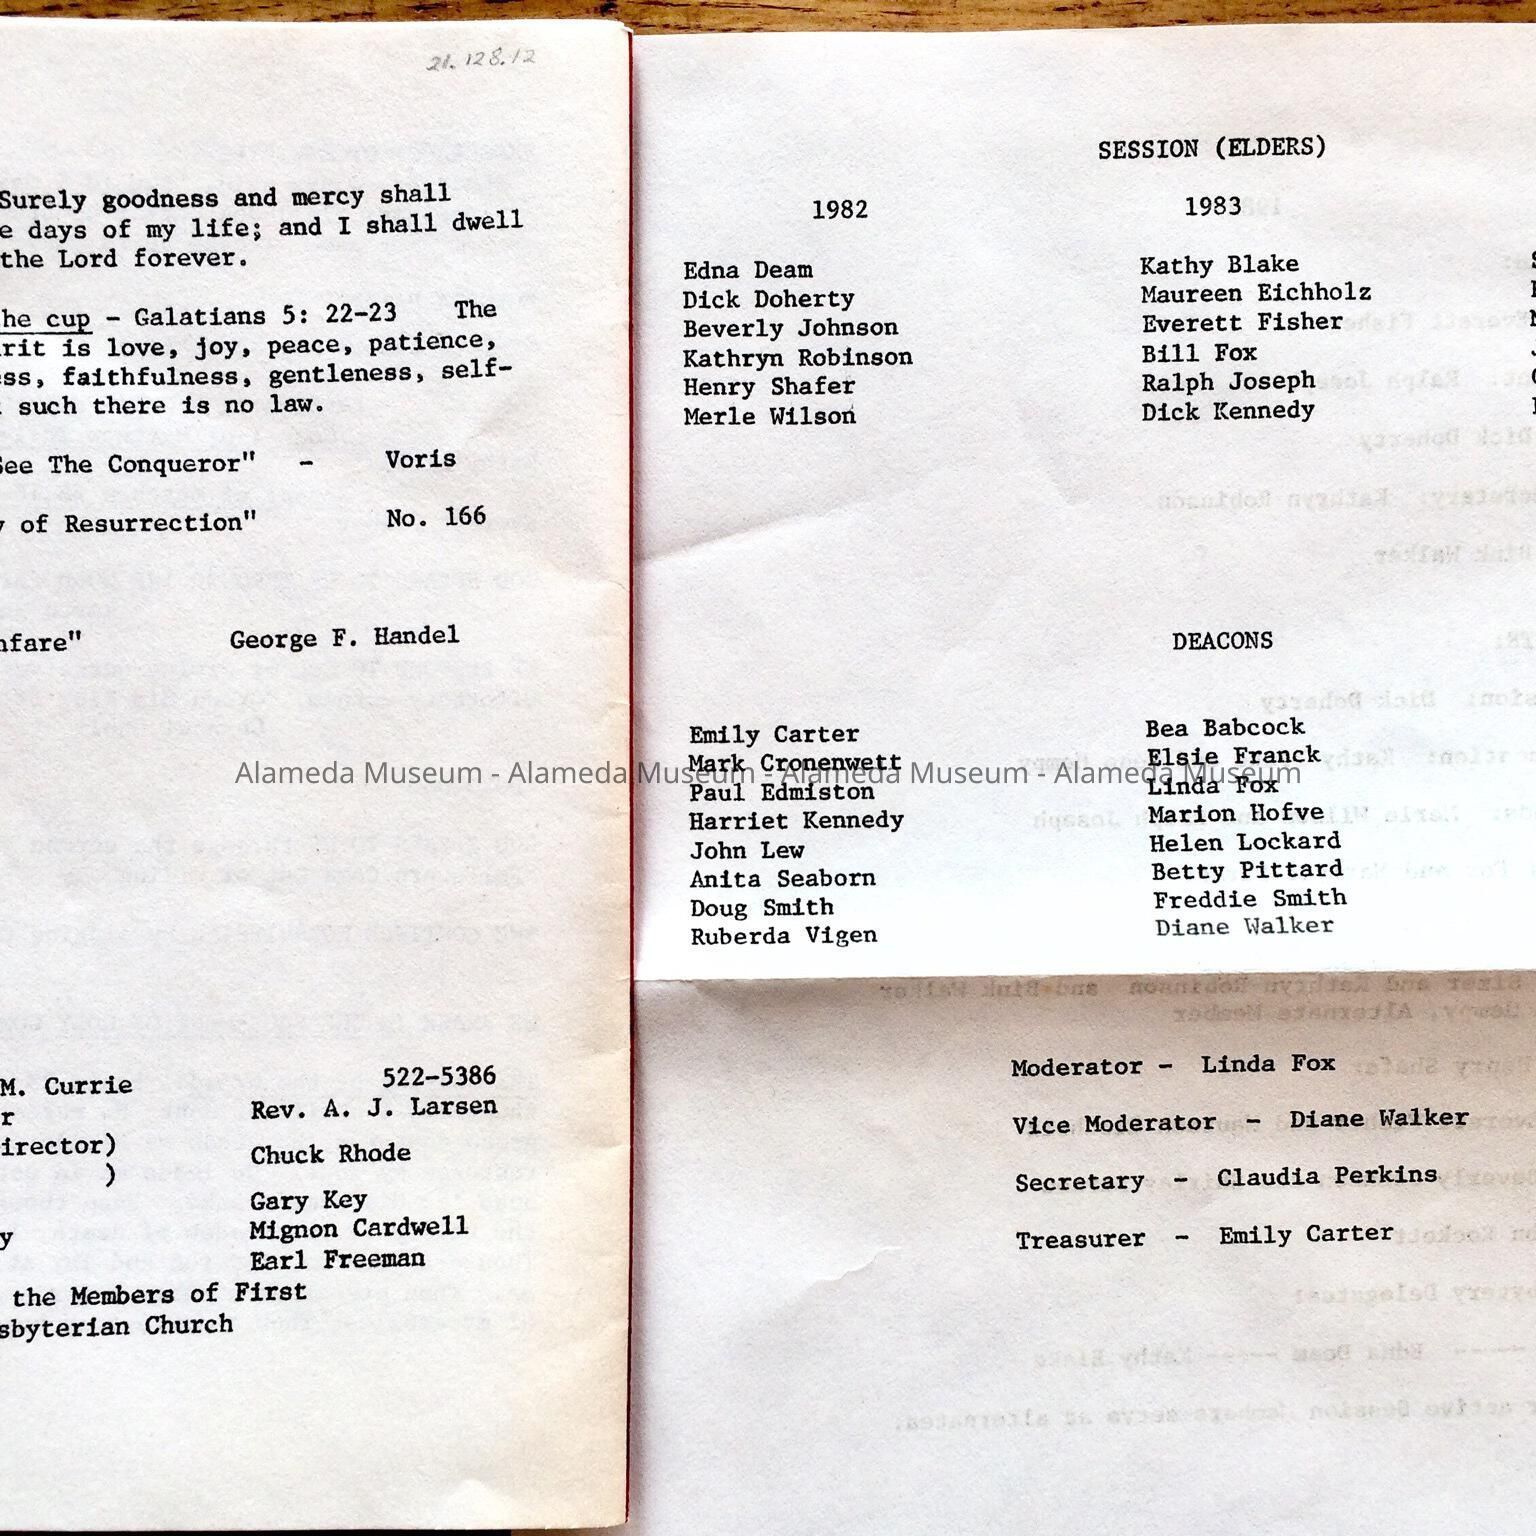 21.128.12
Surely goodness and mercy shall
e days of my life; and I shall dwell
the Lord forever.
he cup - Galatians 5: 22-23 The
rit is love, joy, peace, patience,
ess, faithfulness, gentleness, self-
such there is no law.
See The Conqueror" - Voris
y of Resurrection" No. 166
nfare" George F. Handel
522-5386
M. Currie
r Rev. A. J. Larsen
irector) Chuck Rhode
)
Gary Key
y Mignon Cardwell
Earl Freeman
the Members of First
sbyterian Church
SESSION (ELDERS)
1982 1983
Edna Deam Kathy Blake
Dick Doherty Maureen Eichholz
Beverly Johnson Everett Fisher
Kathryn Robinson Bill Fox
Henry Shafer Ralph Joseph
Merle Wilson Dick Kennedy
DEACONS
Emily Carter Bea Babcock
Mark Cronenwett Elsie Franck
Paul Edmiston Linda Fox
Harriet Kennedy Marion Hofve
John Lew Helen Lockard
Anita Seaborn Betty Pittard
Doug Smith Freddie Smith
Ruberda Vigen Diane Walker
Moderator - Linda Fox
Vice Moderator - Diane Walker
Secretary - Claudia Perkins
Treasurer - Emily Carter
Alameda Museum - Alameda Museum - Alameda Museum - Alameda Museum